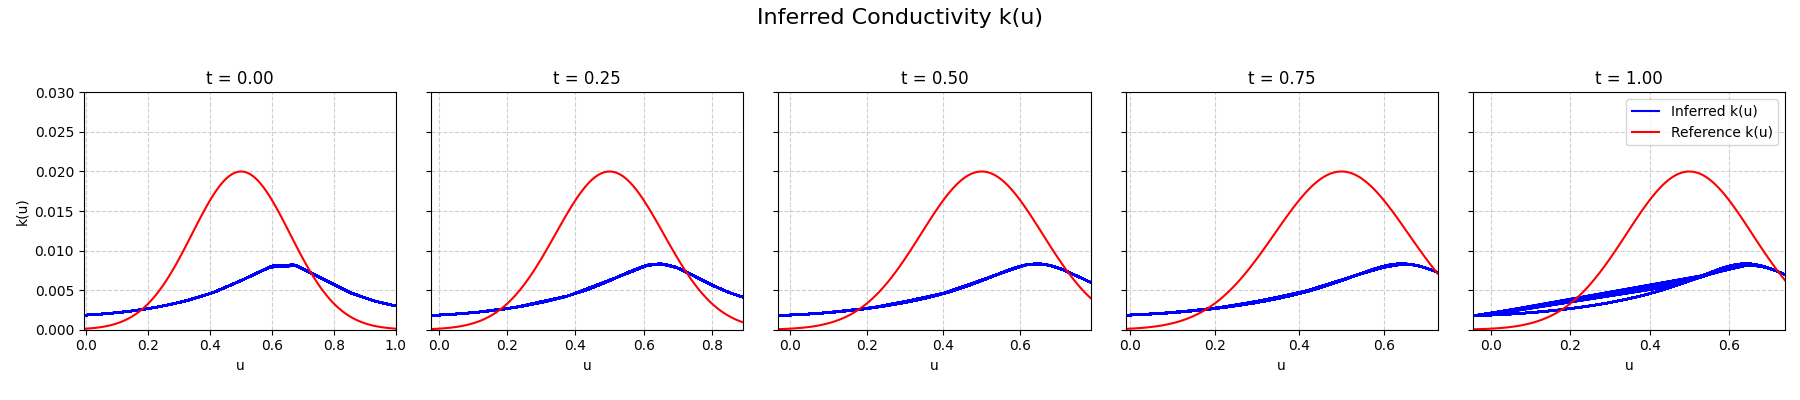 Inferred Conductivity k(u)
t = 0.00
t = 0.25
t = 0.50
t = 0.75
t = 1.00
k(u)
0.030
0.025
0.020
0.015
0.010
0.005
0.000
Inferred k(u)
Reference k(u)
0.0 0.2 0.4 0.6 0.8 1.0
0.0 0.2 0.4 0.6 0.8
0.0 0.2 0.4 0.6
0.0 0.2 0.4 0.6
0.0 0.2 0.4 0.6
u
u
u
u
u